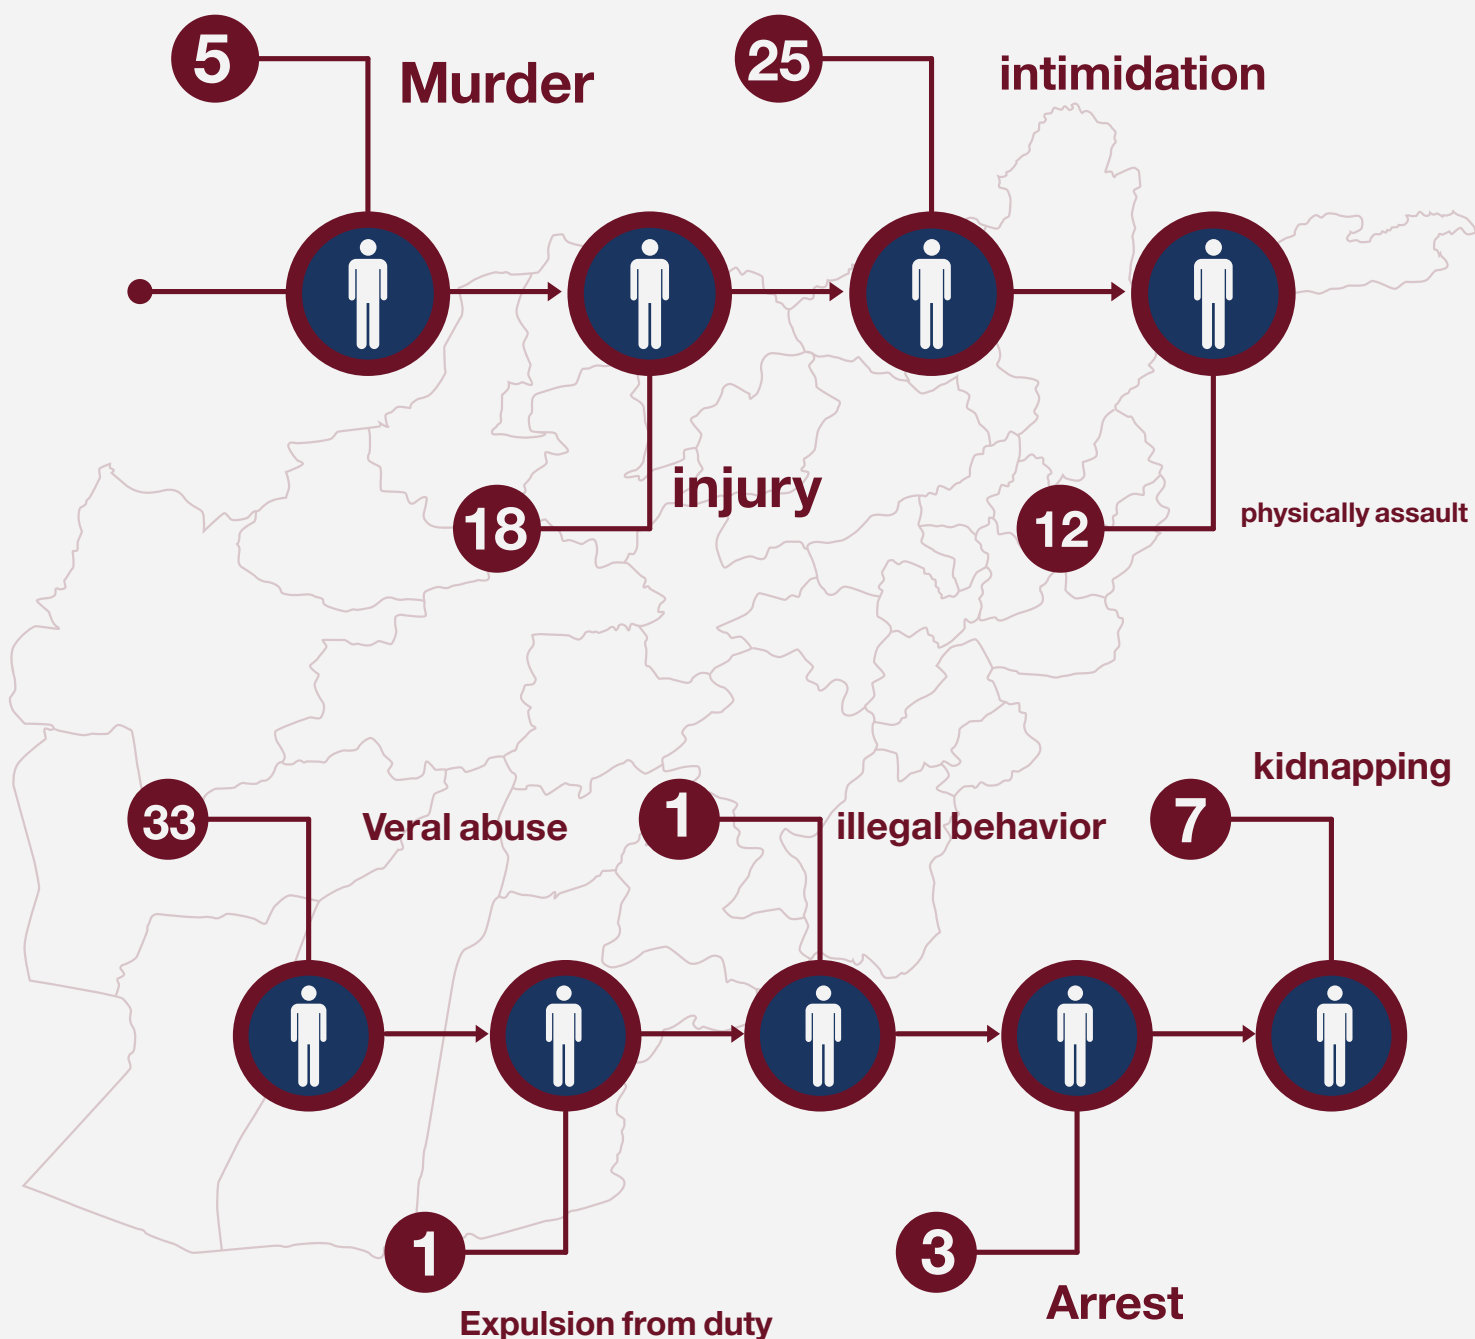 5
Murder
25
intimidation
18
injury
12
physically assault
33
Veral abuse
1
illegal behavior
7
kidnapping
1
Expulsion from duty
3
Arrest